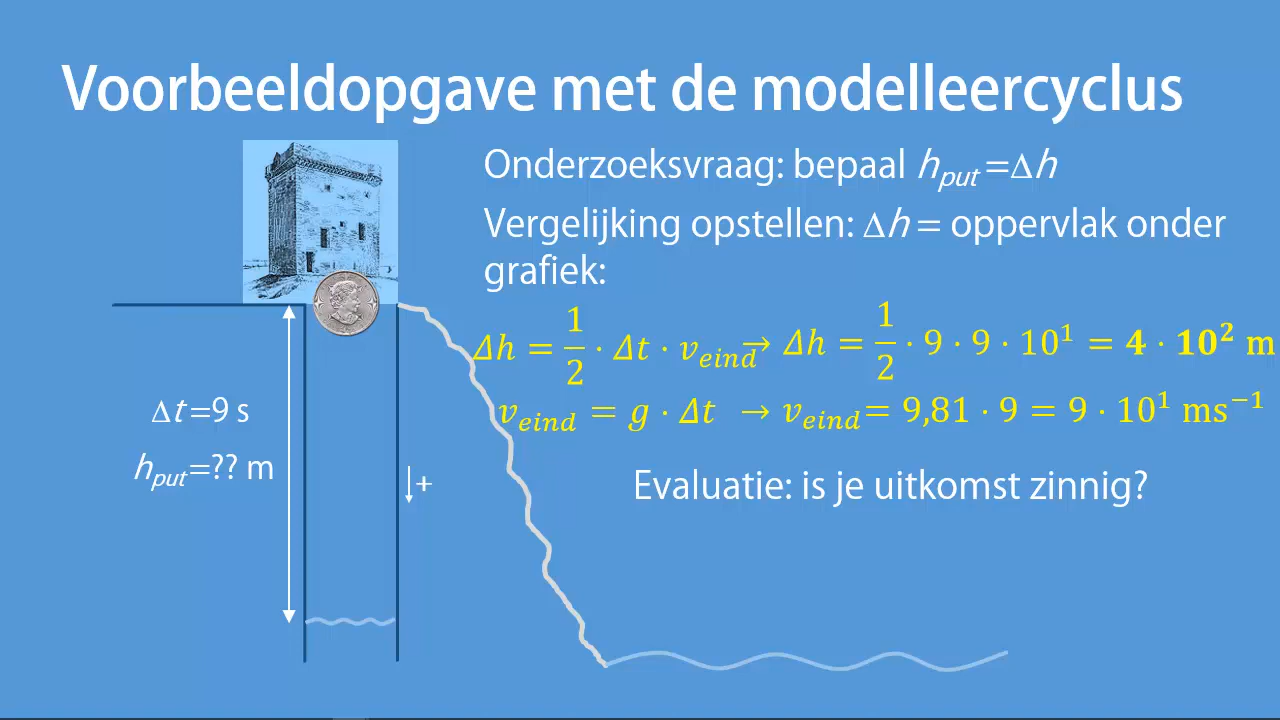 Voorbeeldopgave met de modelleercyclus
Onderzoeksvraag: bepaal h_put=Δh
Vergelijking opstellen: Δh = oppervlak onder
grafiek:
Δh = 1/2 · Δt · v_eind → Δh = 1/2 · 9 · 9 · 10¹ = 4 · 10² m
v_eind = g · Δt → v_eind = 9,81 · 9 = 9 · 10¹ ms⁻¹
Δt=9 s
h_put=?? m
↓+
Evaluatie: is je uitkomst zinnig?